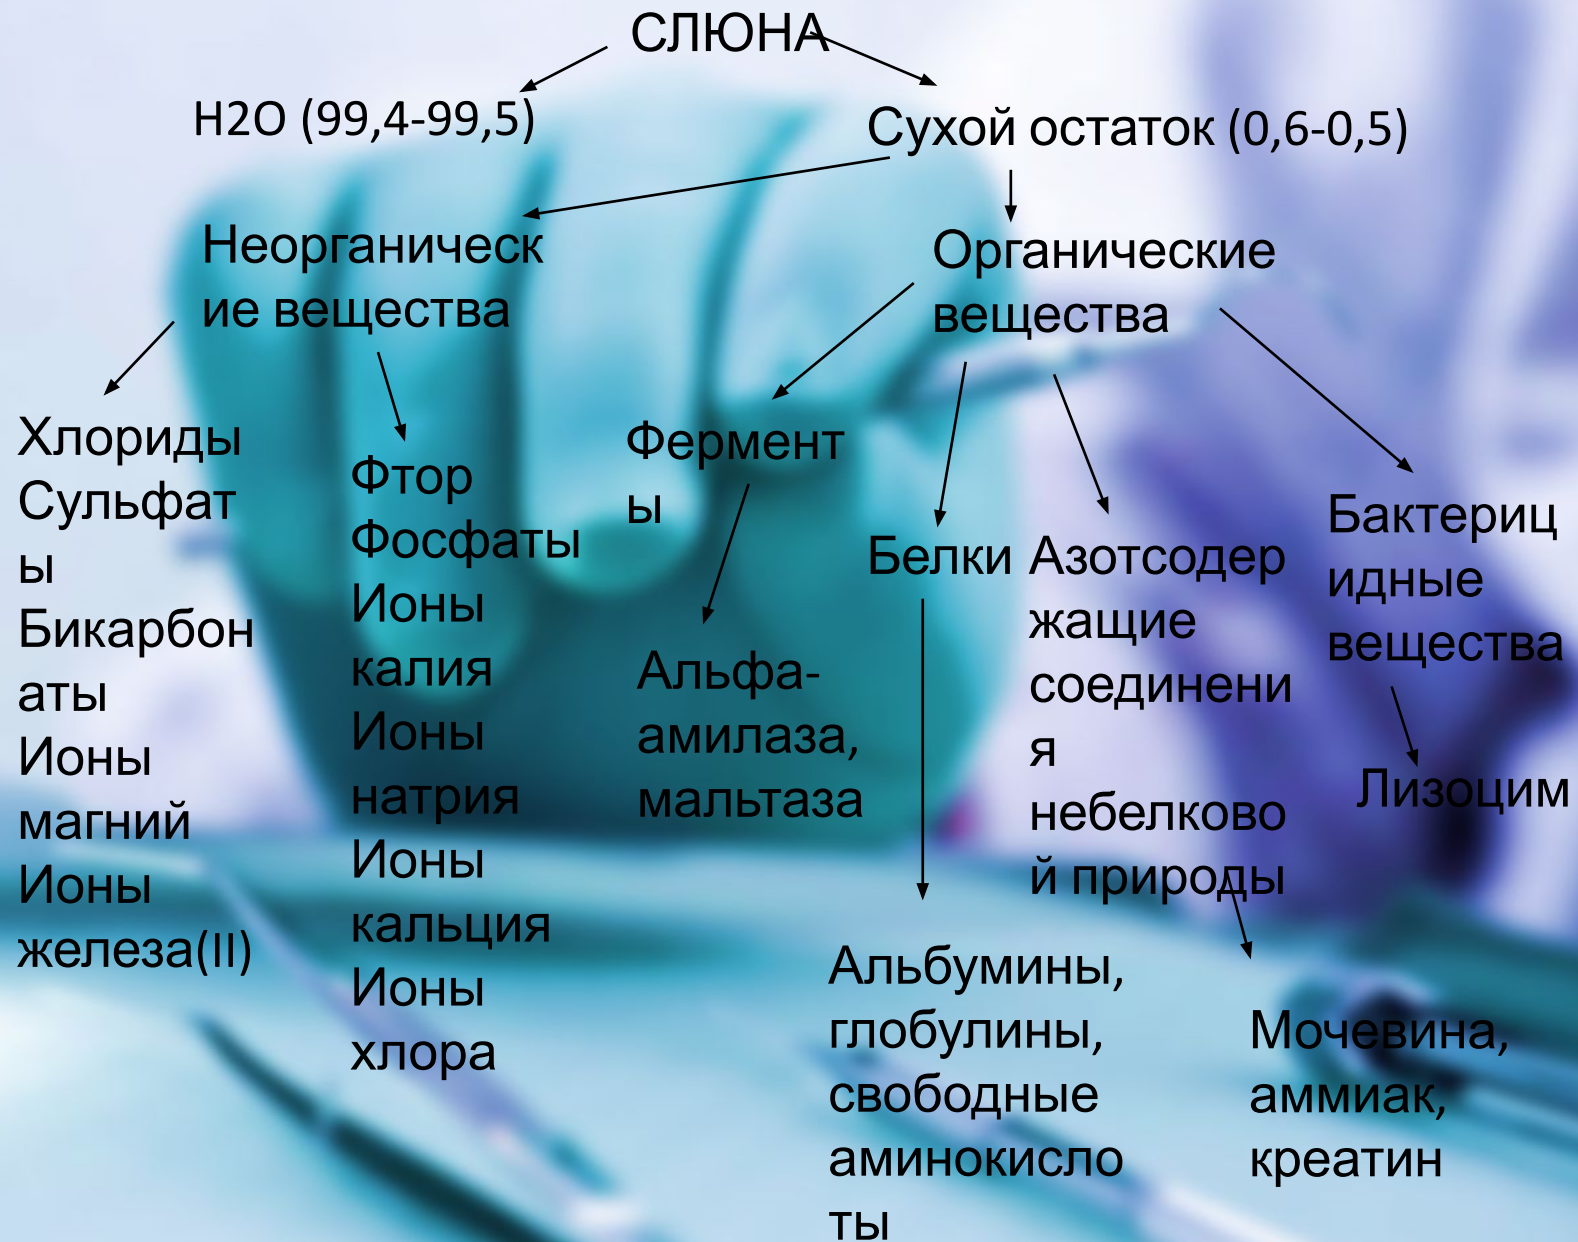 СЛЮНА
Н2О (99,4-99,5)
Сухой остаток (0,6-0,5)
Неорганическ
ие вещества
Органические
вещества
Хлориды
Сульфат
ы
Бикарбон
аты
Ионы
магний
Ионы
железа(II)
Фтор
Фосфаты
Ионы
калия
Ионы
натрия
Ионы
кальция
Ионы
хлора
Фермент
ы
Альфа-
амилаза,
мальтаза
Белки
Альбумины,
глобулины,
свободные
аминокисло
ты
Азотсодер
жащие
соединени
я
небелково
й природы
Мочевина,
аммиак,
креатин
Бактериц
идные
вещества
Лизоцим